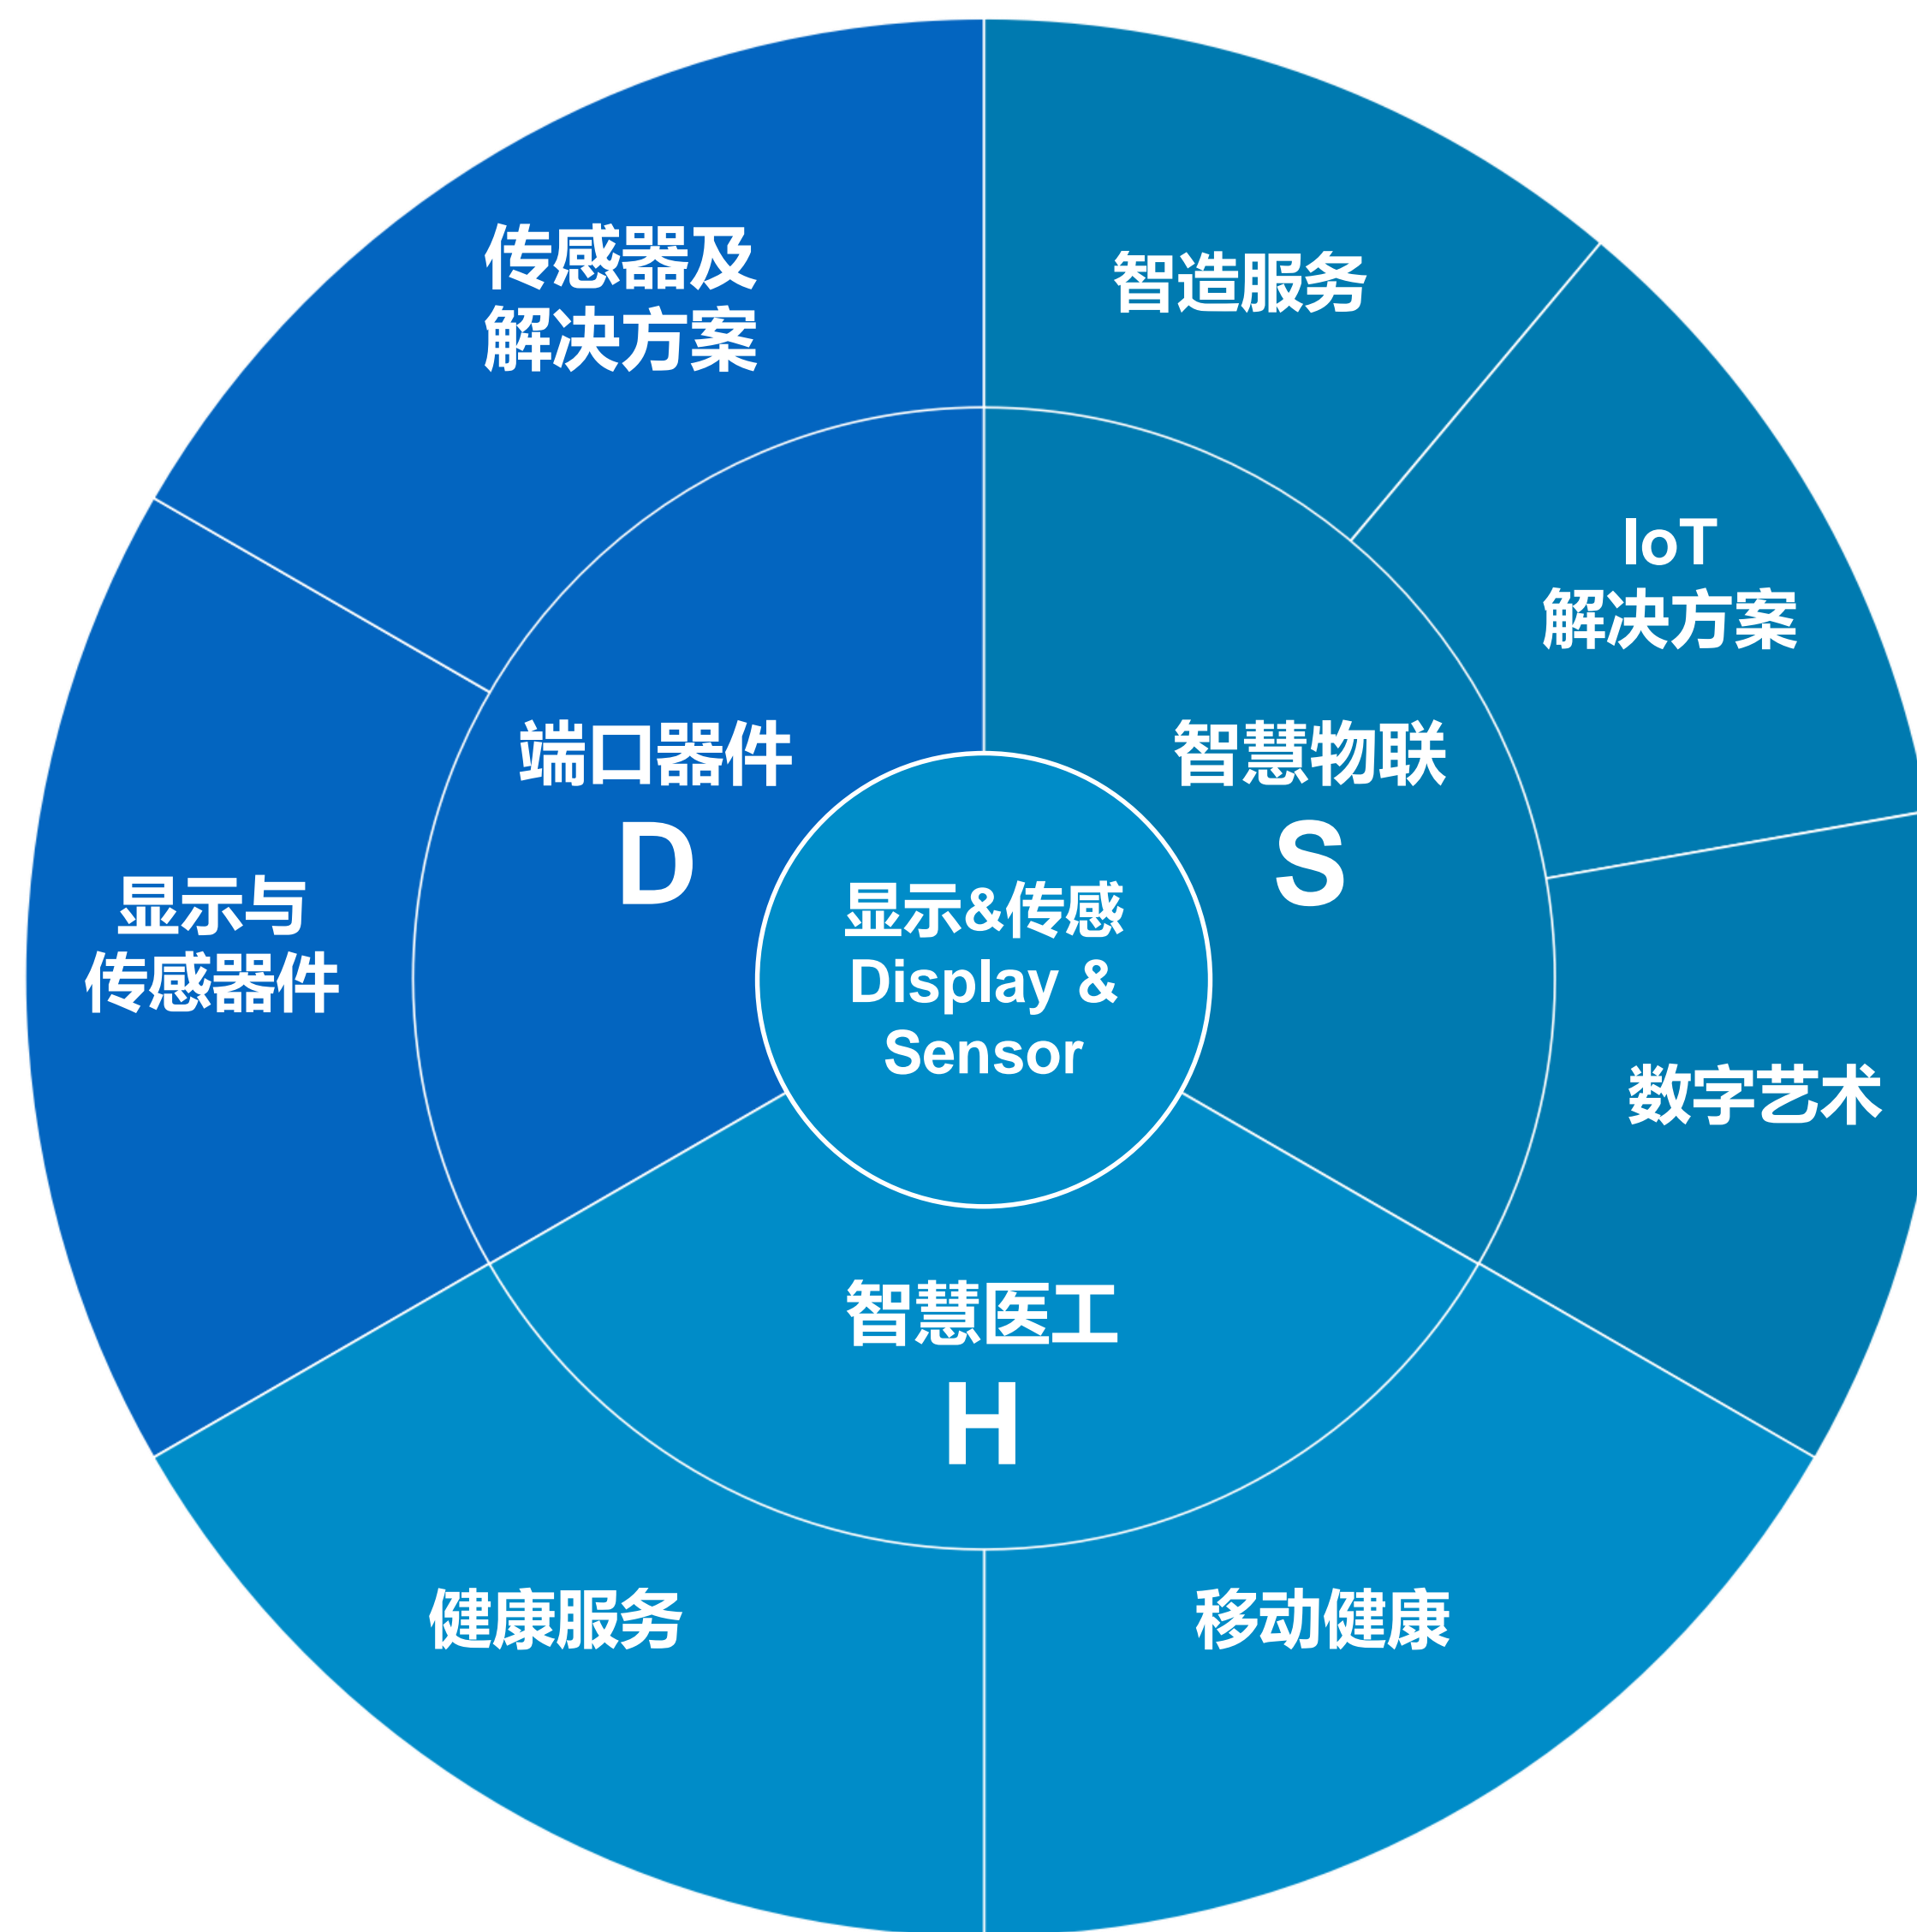 传感器及
解决方案
智造服务
IoT
解决方案
端口器件
D
智慧物联
S
显示与
传感器件
显示&传感
Display &
Sensor
数字艺术
智慧医工
H
健康服务
移动健康